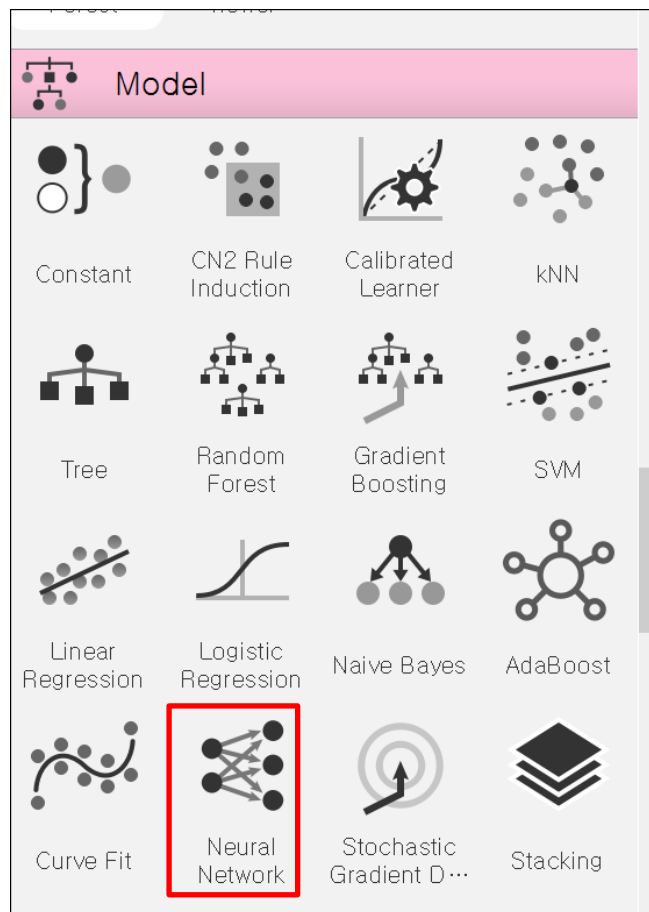 Model
Constant
CN2 Rule
Induction
Calibrated
Learner
kNN
Tree
Random
Forest
Gradient
Boosting
SVM
Linear
Regression
Logistic
Regression
Naive Bayes
AdaBoost
Curve Fit
Neural
Network
Stochastic
Gradient D…
Stacking